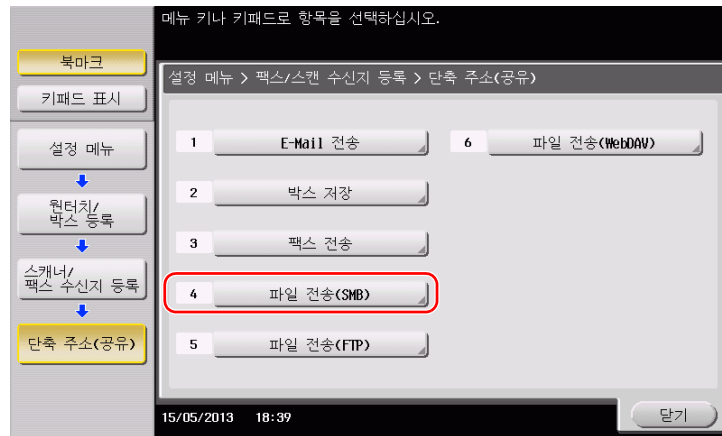 메뉴 키나 키패드로 항목을 선택하십시오.
북마크
키패드 표시
설정 메뉴
원터치/
박스 등록
스캐너/
팩스 수신지 등록
단축 주소(공유)
설정 메뉴 > 팩스/스캔 수신지 등록 > 단축 주소(공유)
1 E-Mail 전송
6 파일 전송(WebDAV)
2 박스 저장
3 팩스 전송
4 파일 전송(SMB)
5 파일 전송(FTP)
15/05/2013 18:39
닫기